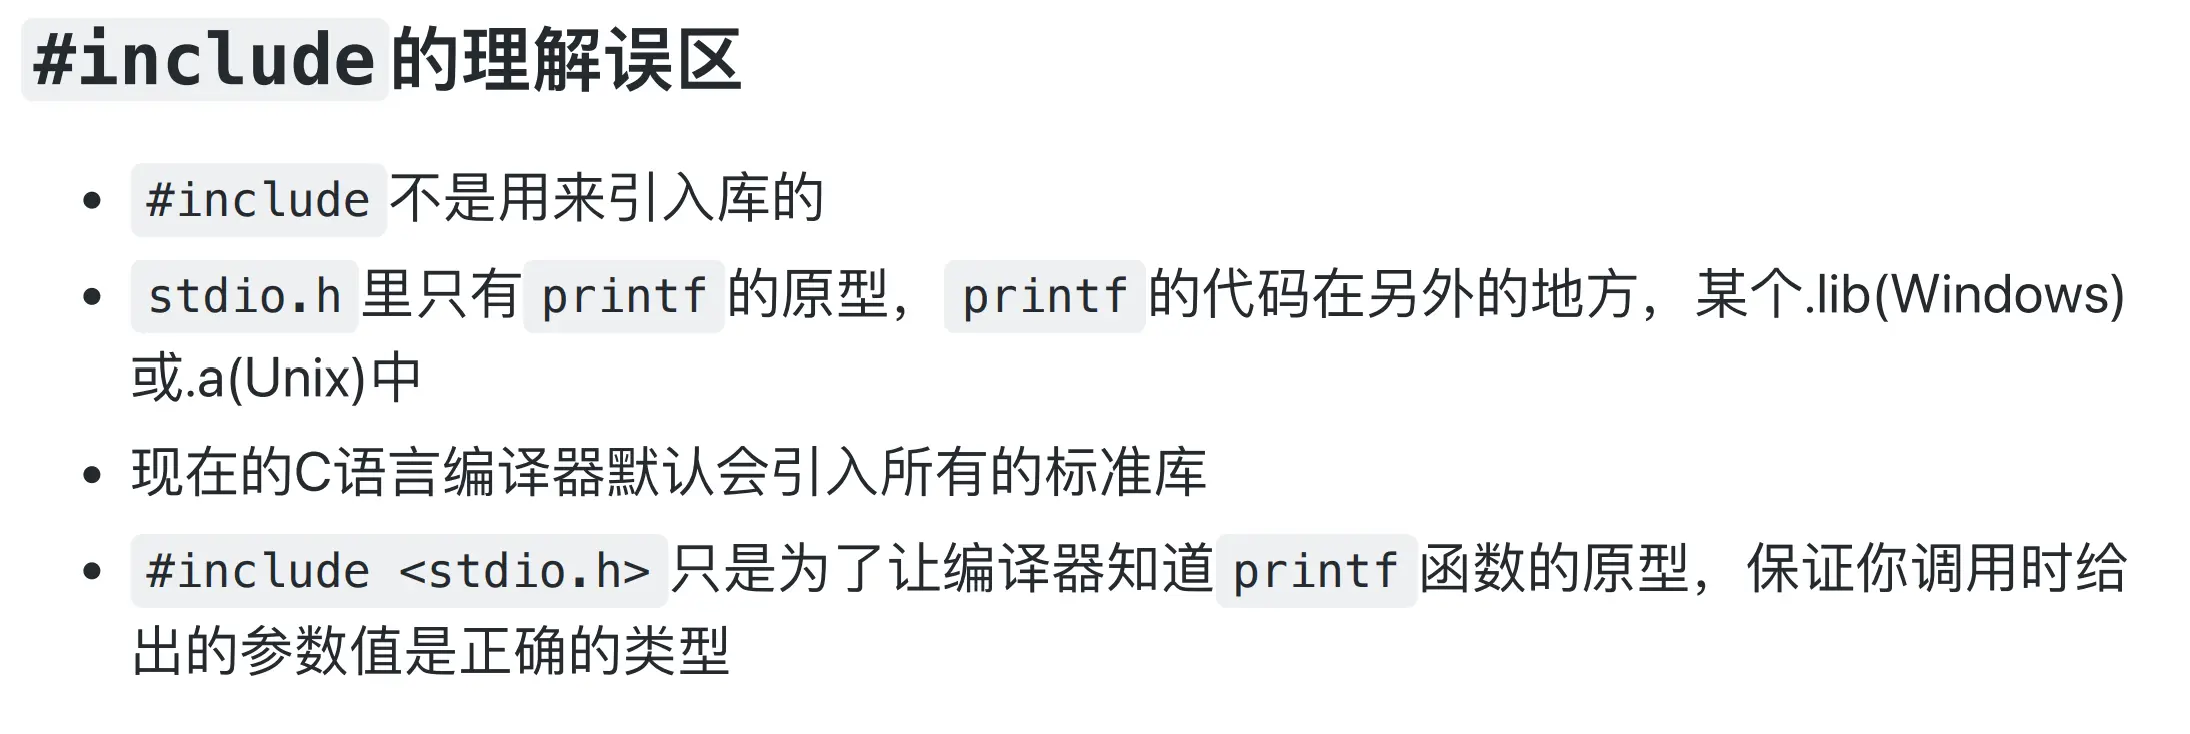 #include的理解误区
• #include不是用来引入库的
• stdio.h里只有printf的原型，printf的代码在另外的地方，某个.lib(Windows)
或.a(Unix)中
• 现在的C语言编译器默认会引入所有的标准库
• #include <stdio.h>只是为了让编译器知道printf函数的原型，保证你调用时给
出的参数值是正确的类型